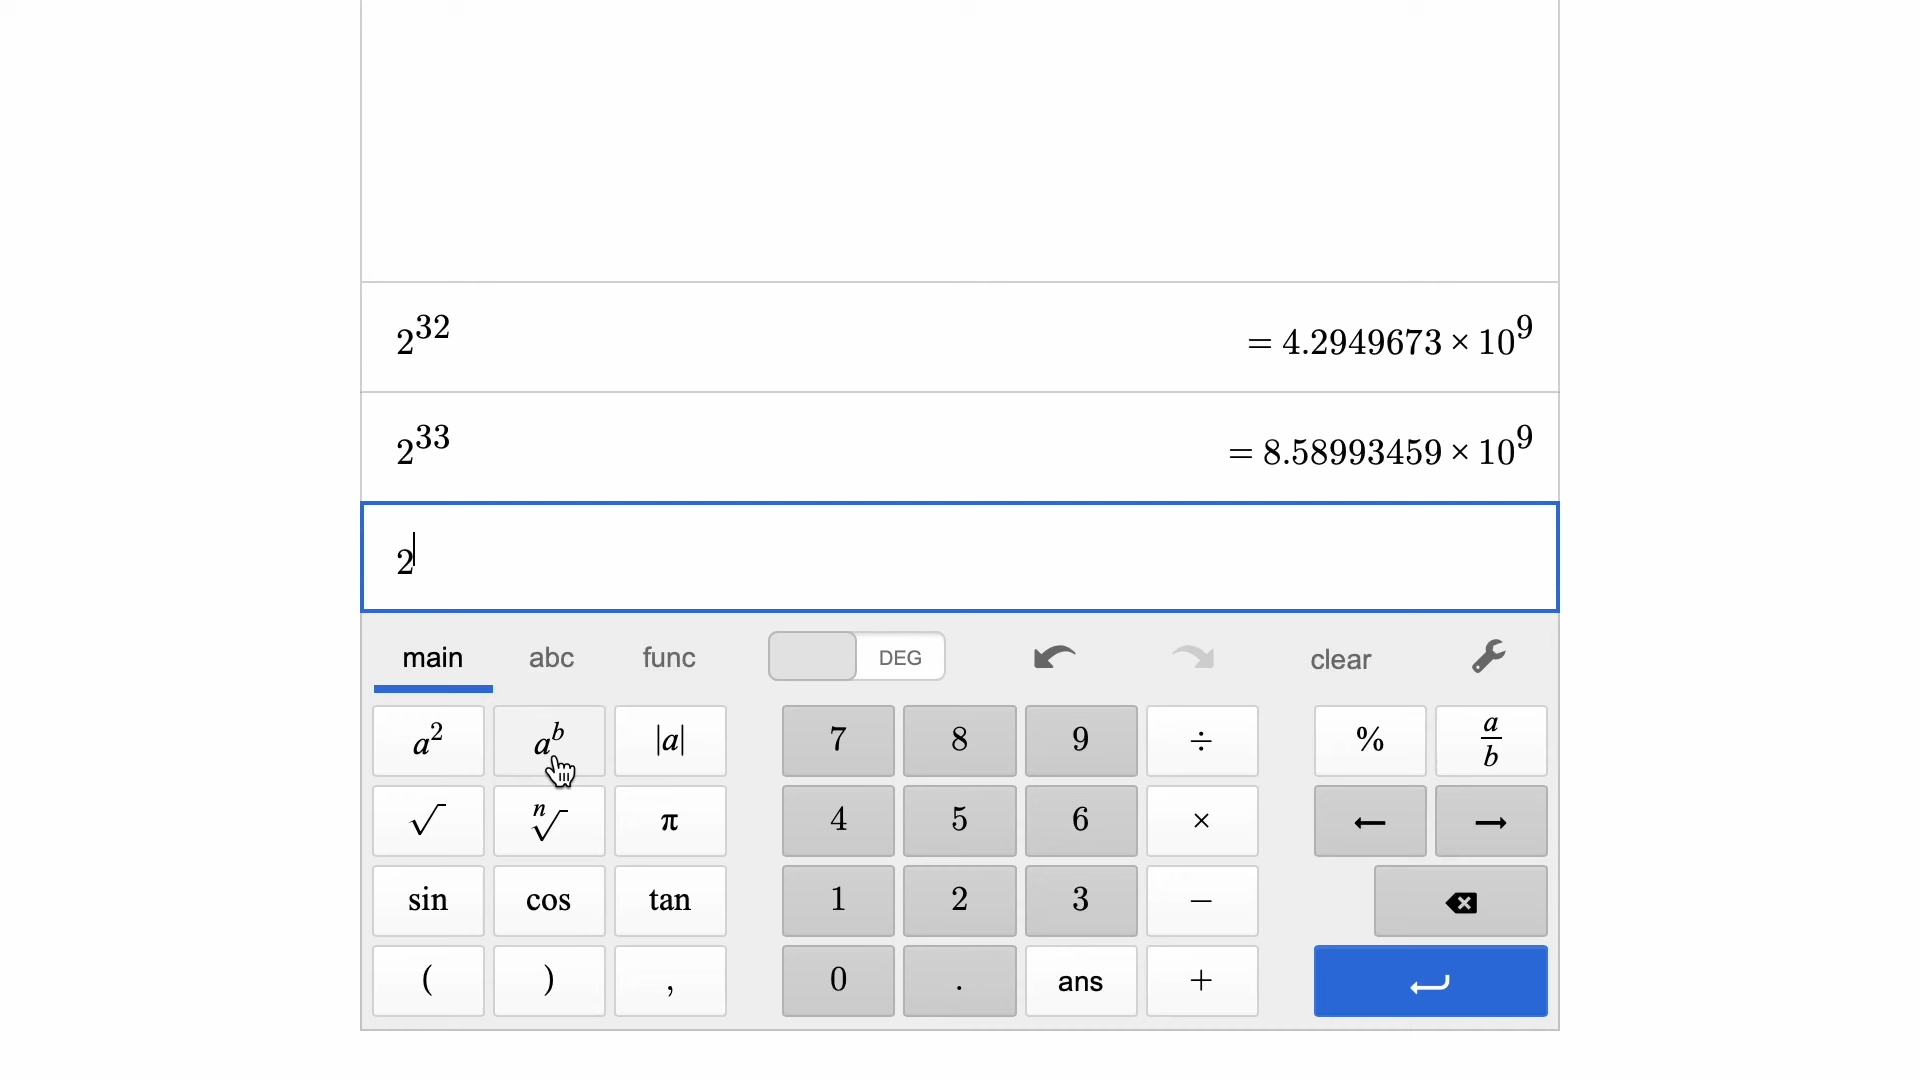 2^32 = 4.2949673 × 10^9
2^33 = 8.58993459 × 10^9
2
main abc func DEG clear
a^2 a^b |a| 7 8 9 ÷ % a/b
√ n√ π 4 5 6 × ← →
sin cos tan 1 2 3 −
( ) , 0 . ans +